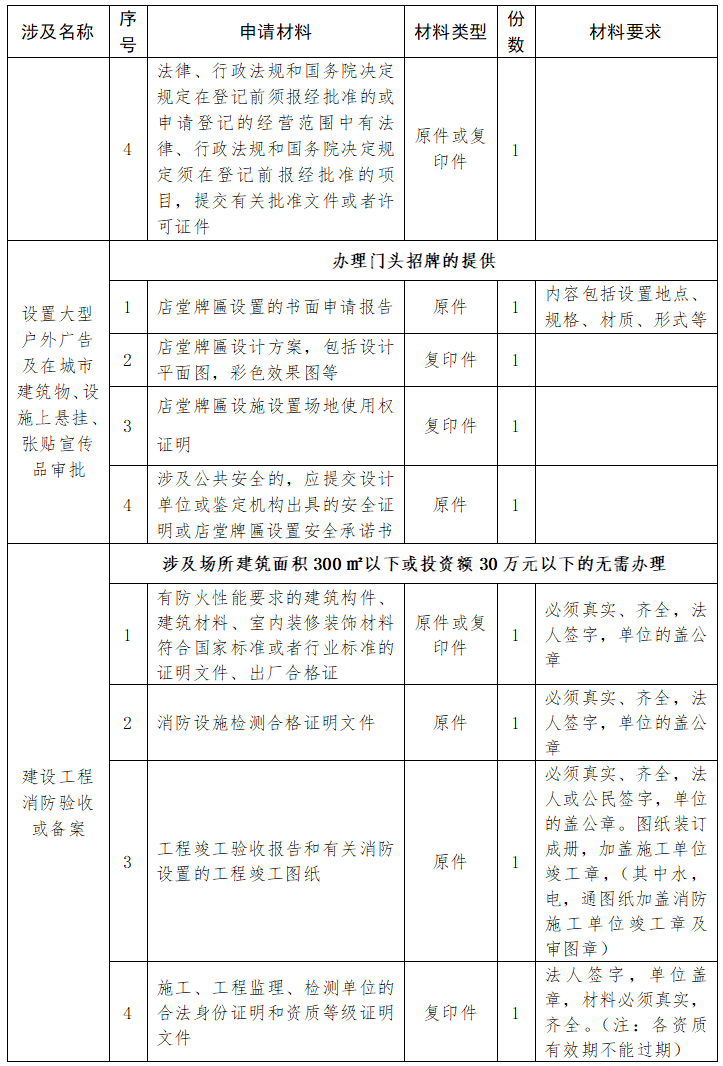 涉及名称
序号
申请材料
材料类型
份数
材料要求
4
法律、行政法规和国务院决定
规定在登记前须报经批准的或
申请登记的经营范围中有法
律、行政法规和国务院决定规
定须在登记前报经批准的项
目，提交有关批准文件或者许
可证件
原件或复
印件
1
设置大型
户外广告
及在城市
建筑物、设
施上悬挂、
张贴宣传
品审批
办理门头招牌的提供
1
店堂牌匾设置的书面申请报告
原件
1
内容包括设置地点、
规格、材质、形式等
2
店堂牌匾设计方案，包括设计
平面图，彩色效果图等
复印件
1
3
店堂牌匾设施设置场地使用权
证明
复印件
1
4
涉及公共安全的，应提交设计
单位或鉴定机构出具的安全证
明或店堂牌匾设置安全承诺书
原件
1
建设工程
消防验收
或备案
涉及场所建筑面积 300㎡以下或投资额 30 万元以下的无需办理
1
有防火性能要求的建筑构件、
建筑材料、室内装修装饰材料
符合国家标准或者行业标准的
证明文件、出厂合格证
原件或复
印件
1
必须真实、齐全，法
人签字，单位的盖公
章
2
消防设施检测合格证明文件
原件
1
必须真实、齐全，法
人签字，单位的盖公
章
3
工程竣工验收报告和有关消防
设置的工程竣工图纸
原件
1
必须真实、齐全，法
人或公民签字，单位
的盖公章。图纸装订
成册，加盖施工单位
竣工章，（其中水，
电，通图纸加盖消防
施工单位竣工章及
审图章）
4
施工、工程监理、检测单位的
合法身份证明和资质等级证明
文件
复印件
1
法人签字，单位盖
章，材料必须真实，
齐全。（注：各资质
有效期不能过期）